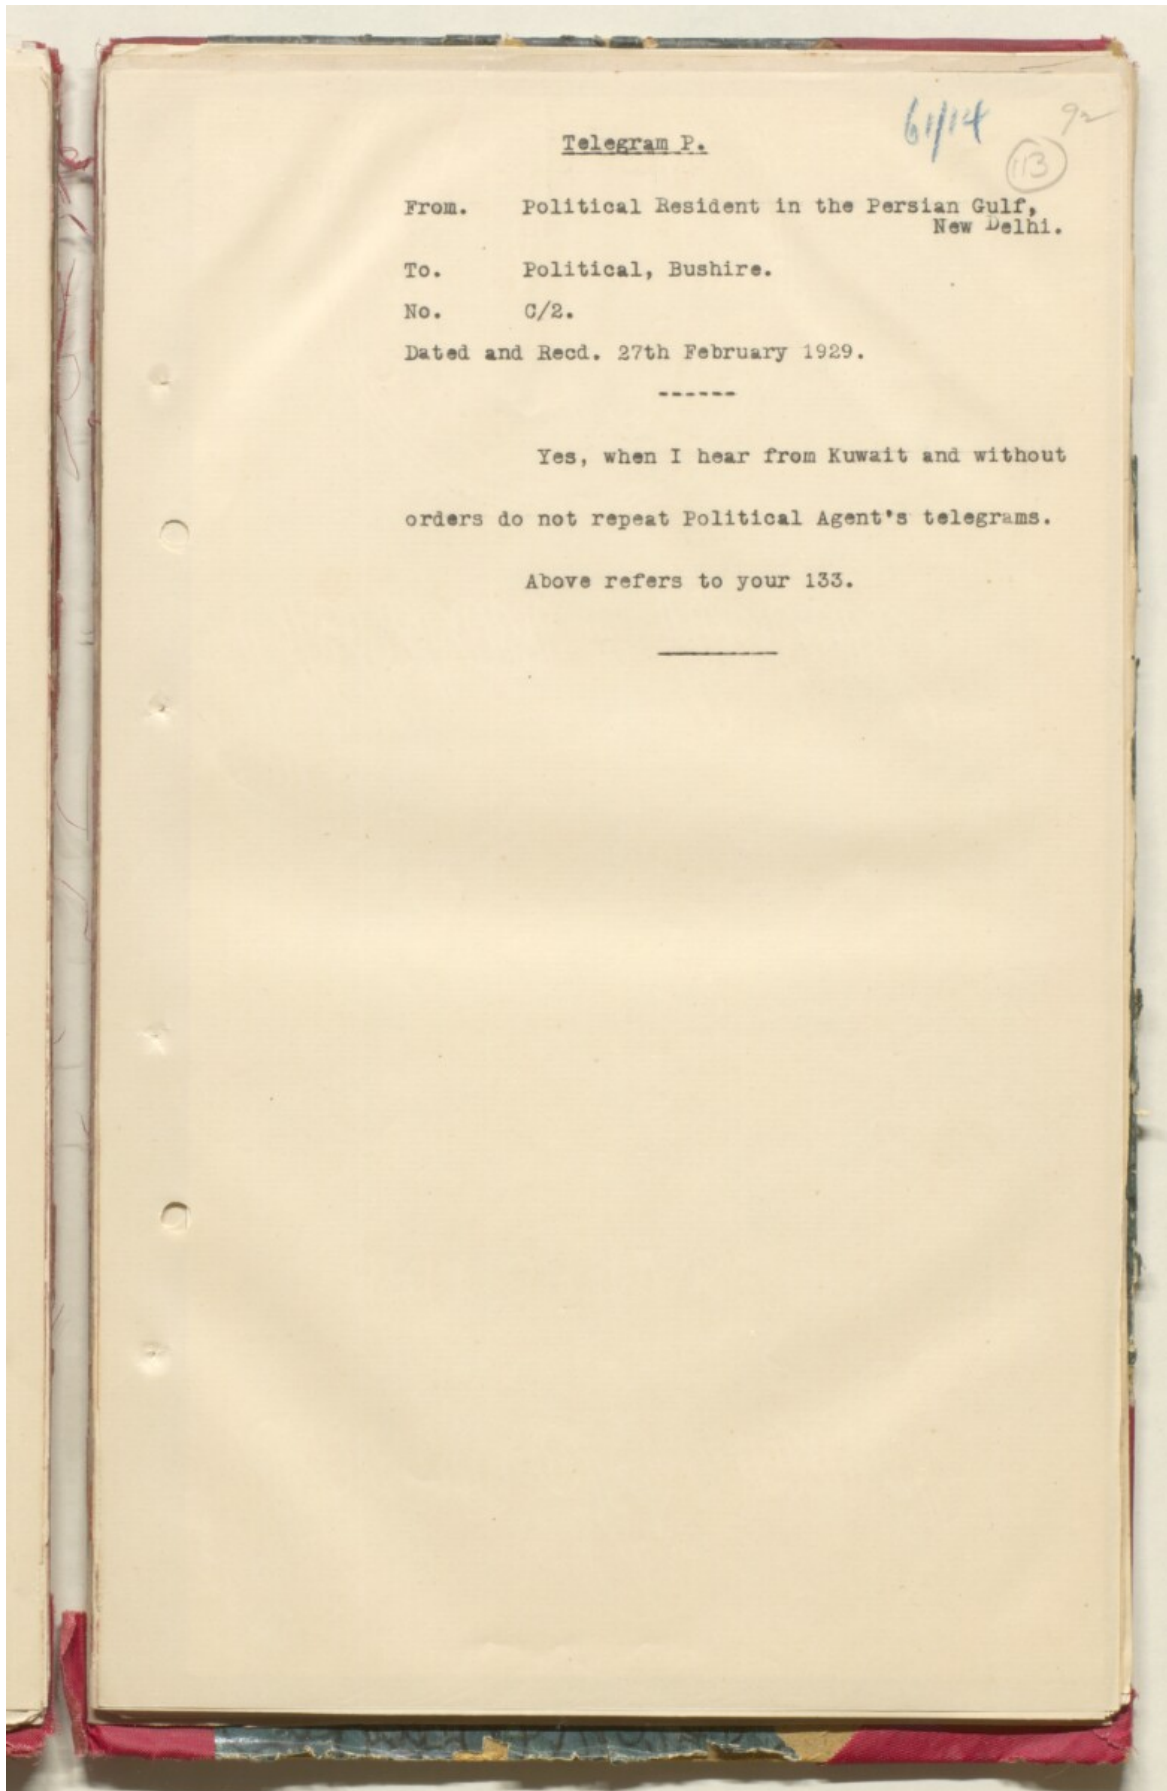 61/14
92
113
Telegram P.
From. Political Resident in the Persian Gulf,
New Delhi.
To. Political, Bushire.
No. C/2.
Dated and Recd. 27th February 1929.
------
Yes, when I hear from Kuwait and without
orders do not repeat Political Agent's telegrams.
Above refers to your 133.